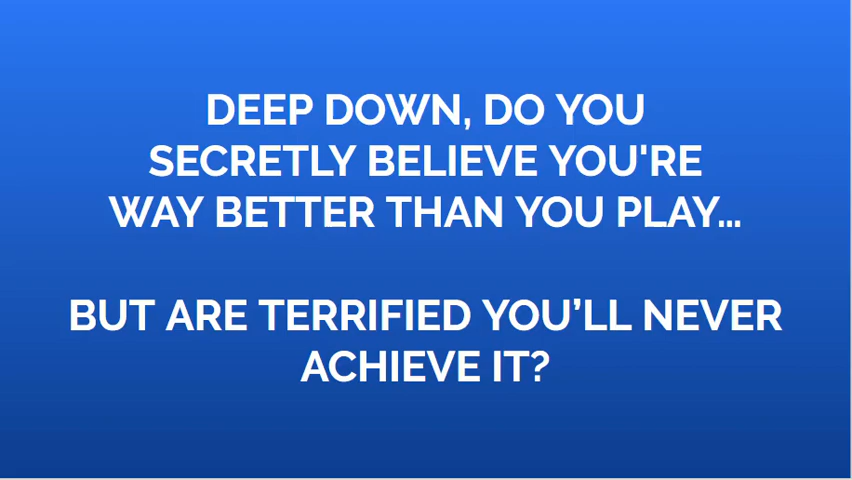 DEEP DOWN, DO YOU
SECRETLY BELIEVE YOU'RE
WAY BETTER THAN YOU PLAY...
BUT ARE TERRIFIED YOU’LL NEVER
ACHIEVE IT?